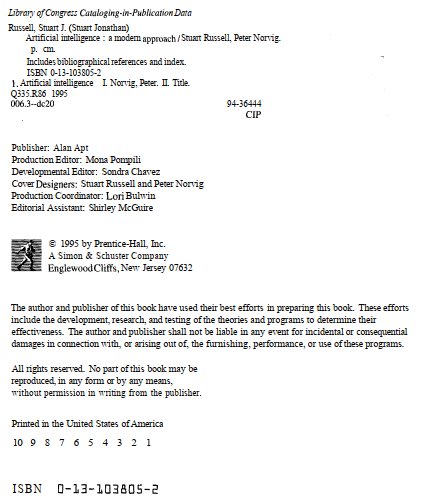 Library of Congress Cataloging-in-Publication Data
Russell, Stuart J. (Stuart Jonathan)
Artificial intelligence : a modern approach / Stuart Russell, Peter Norvig.
p. cm.
Includes bibliographical references and index.
ISBN 0-13-103805-2
1. Artificial intelligence I. Norvig, Peter. II. Title.
Q335.R86 1995
006.3--dc20 94-36444
CIP
Publisher: Alan Apt
Production Editor: Mona Pompili
Developmental Editor: Sondra Chavez
Cover Designers: Stuart Russell and Peter Norvig
Production Coordinator: Lori Bulwin
Editorial Assistant: Shirley McGuire
© 1995 by Prentice-Hall, Inc.
A Simon & Schuster Company
Englewood Cliffs, New Jersey 07632
The author and publisher of this book have used their best efforts in preparing this book. These efforts
include the development, research, and testing of the theories and programs to determine their
effectiveness. The author and publisher shall not be liable in any event for incidental or consequential
damages in connection with, or arising out of, the furnishing, performance, or use of these programs.
All rights reserved. No part of this book may be
reproduced, in any form or by any means,
without permission in writing from the publisher.
Printed in the United States of America
10 9 8 7 6 5 4 3 2 1
ISBN 0-13-103805-2